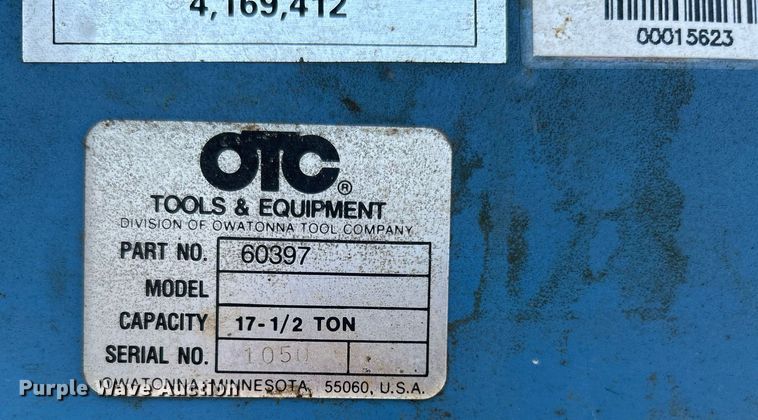 4,169,412
00015623
OTC®
TOOLS & EQUIPMENT
DIVISION OF OWATONNA TOOL COMPANY
PART NO. 60397
MODEL
CAPACITY 17-1/2 TON
SERIAL NO. 1050
OWATONNA, MINNESOTA 55060, U.S.A.
Purple Wave Auction